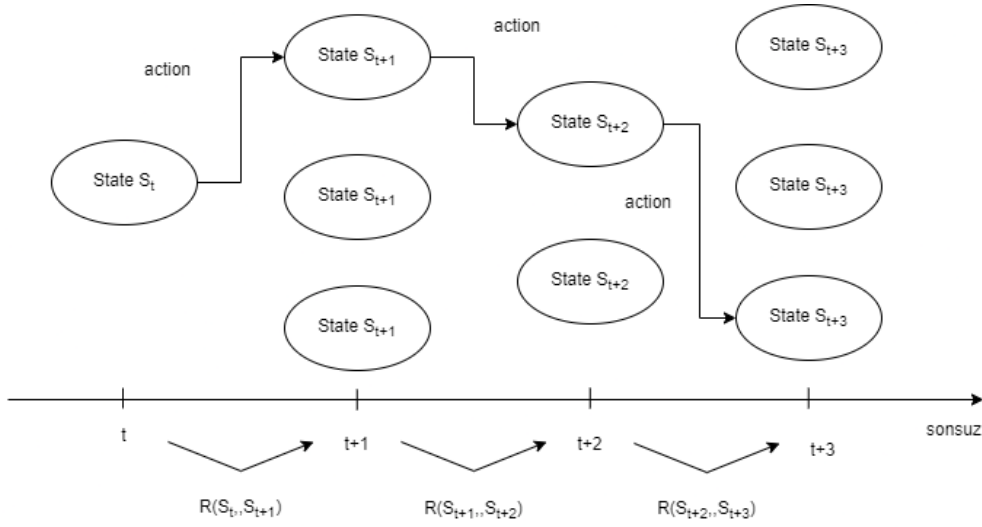 action
State S_{t+1}
action
State S_{t+3}
State S_t
State S_{t+2}
State S_{t+1}
action
State S_{t+3}
State S_{t+2}
State S_{t+1}
State S_{t+3}
t
t+1
t+2
t+3
sonsuz
R(S_t,,S_{t+1})
R(S_{t+1},,S_{t+2})
R(S_{t+2},,S_{t+3})